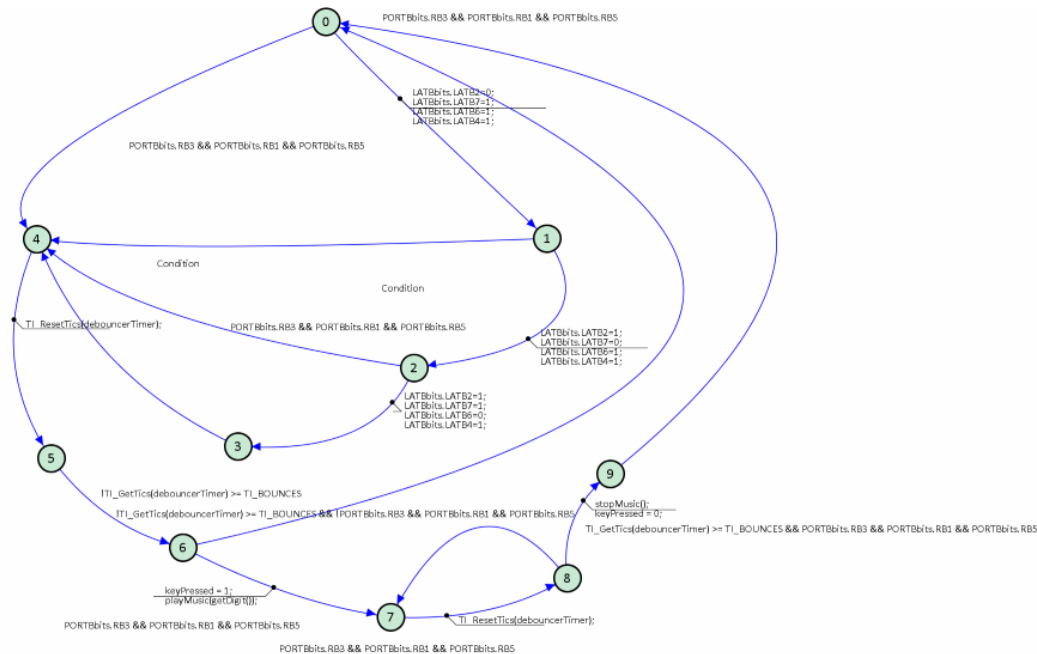 0
PORTBbits.RB3 && PORTBbits.RB1 && PORTBbits.RB5
LATBbits.LATB2=0;
LATBbits.LATB7=1;
LATBbits.LATB6=1;
LATBbits.LATB4=1;
PORTBbits.RB3 && PORTBbits.RB1 && PORTBbits.RB5
4
1
Condition
Condition
TI_ResetTics(debouncerTimer);
PORTBbits.RB3 && PORTBbits.RB1 && PORTBbits.RB5
LATBbits.LATB2=1;
LATBbits.LATB7=0;
LATBbits.LATB6=1;
LATBbits.LATB4=1;
2
LATBbits.LATB2=1;
LATBbits.LATB7=1;
LATBbits.LATB6=0;
LATBbits.LATB4=1;
3
5
9
!TI_GetTics(debouncerTimer) >= TI_BOUNCES
stopMusic();
keyPressed = 0;
!TI_GetTics(debouncerTimer) >= TI_BOUNCES && !PORTBbits.RB3 && PORTBbits.RB1 && PORTBbits.RB5
TI_GetTics(debouncerTimer) >= TI_BOUNCES && PORTBbits.RB3 && PORTBbits.RB1 && PORTBbits.RB5
6
8
keyPressed = 1;
playMusic(getDigit());
7
TI_ResetTics(debouncerTimer);
PORTBbits.RB3 && PORTBbits.RB1 && PORTBbits.RB5
PORTBbits.RB3 && PORTBbits.RB1 && PORTBbits.RB5